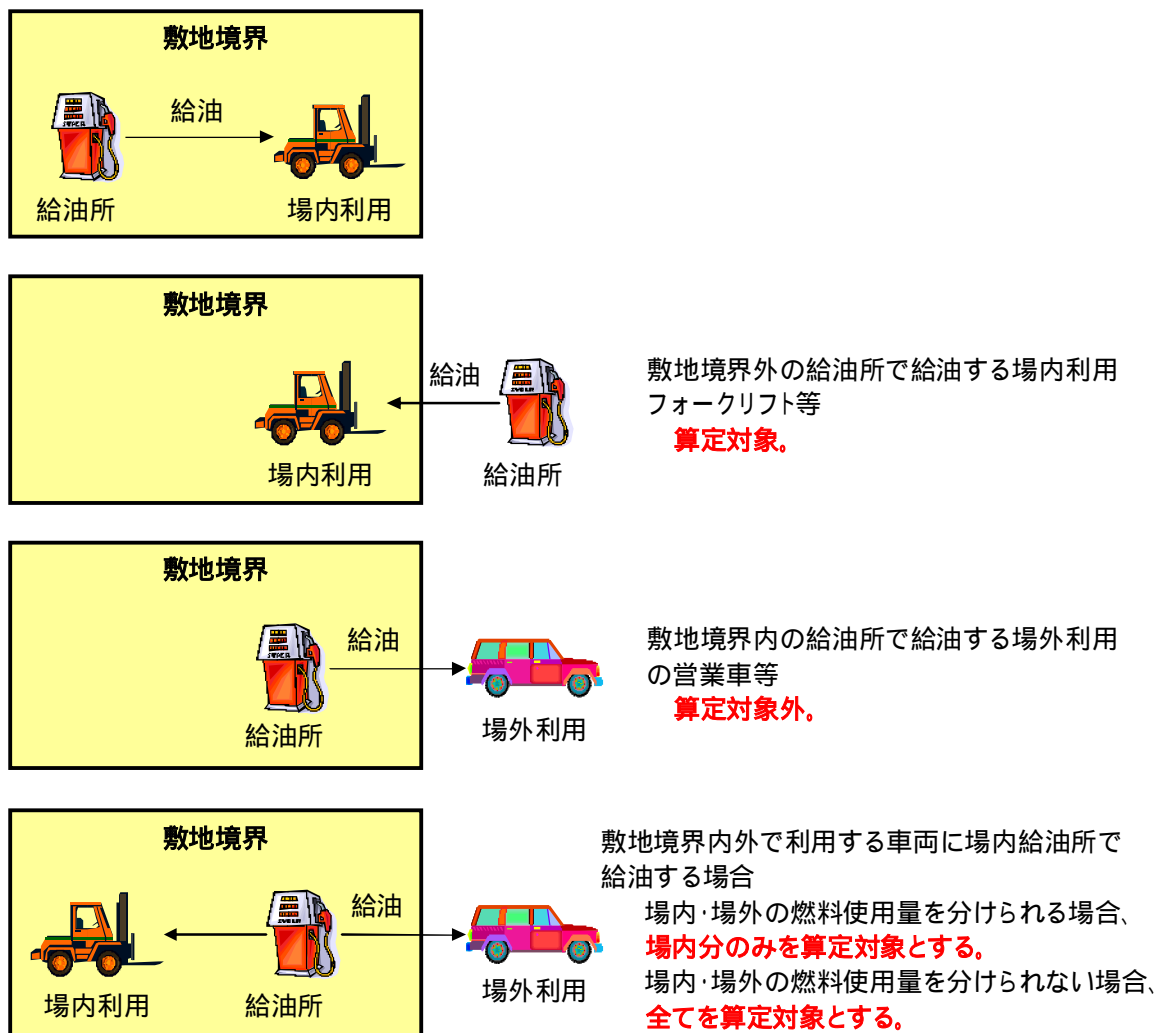 敷地境界
給油
給油所
場内利用
敷地境界
給油
場内利用
給油所
敷地境界外の給油所で給油する場内利用
フォークリフト等
算定対象。
敷地境界
給油
給油所
場外利用
敷地境界内の給油所で給油する場外利用
の営業車等
算定対象外。
敷地境界
給油
場内利用
給油所
場外利用
敷地境界内外で利用する車両に場内給油所で
給油する場合
場内・場外の燃料使用量を分けられる場合、
場内分のみを算定対象とする。
場内・場外の燃料使用量を分けられない場合、
全てを算定対象とする。